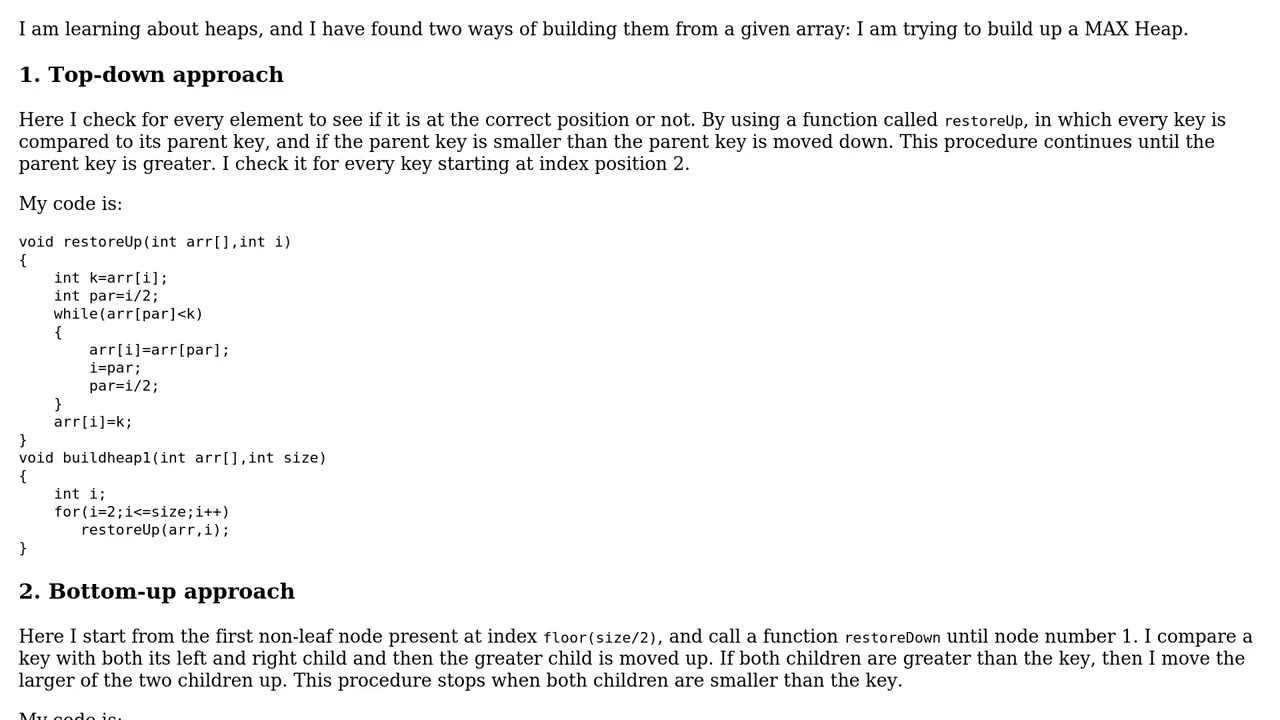 I am learning about heaps, and I have found two ways of building them from a given array: I am trying to build up a MAX Heap.
1. Top-down approach
Here I check for every element to see if it is at the correct position or not. By using a function called restoreUp, in which every key is
compared to its parent key, and if the parent key is smaller than the parent key is moved down. This procedure continues until the
parent key is greater. I check it for every key starting at index position 2.
My code is:
void restoreUp(int arr[],int i)
{
    int k=arr[i];
    int par=i/2;
    while(arr[par]<k)
    {
        arr[i]=arr[par];
        i=par;
        par=i/2;
    }
    arr[i]=k;
}
void buildheap1(int arr[],int size)
{
    int i;
    for(i=2;i<=size;i++)
       restoreUp(arr,i);
}
2. Bottom-up approach
Here I start from the first non-leaf node present at index floor(size/2), and call a function restoreDown until node number 1. I compare a
key with both its left and right child and then the greater child is moved up. If both children are greater than the key, then I move the
larger of the two children up. This procedure stops when both children are smaller than the key.
My code is: